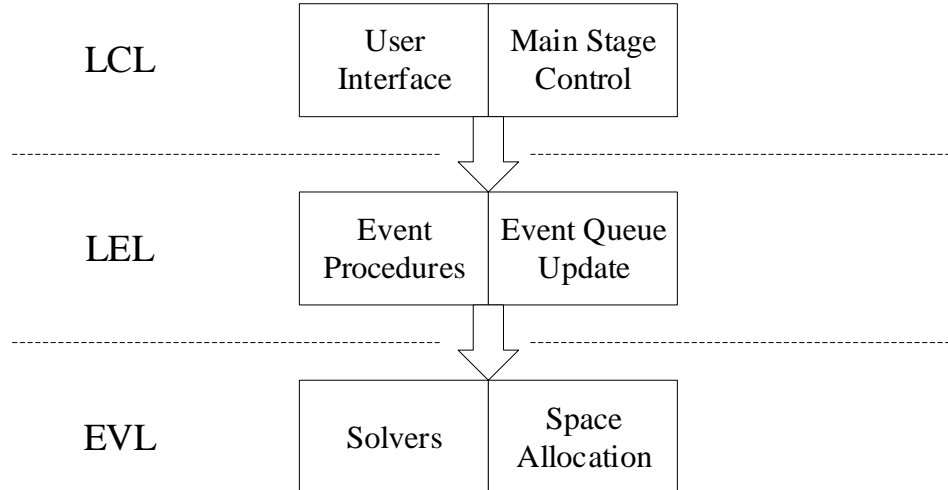 LCL
User
Interface
Main Stage
Control
LEL
Event
Procedures
Event Queue
Update
EVL
Solvers
Space
Allocation